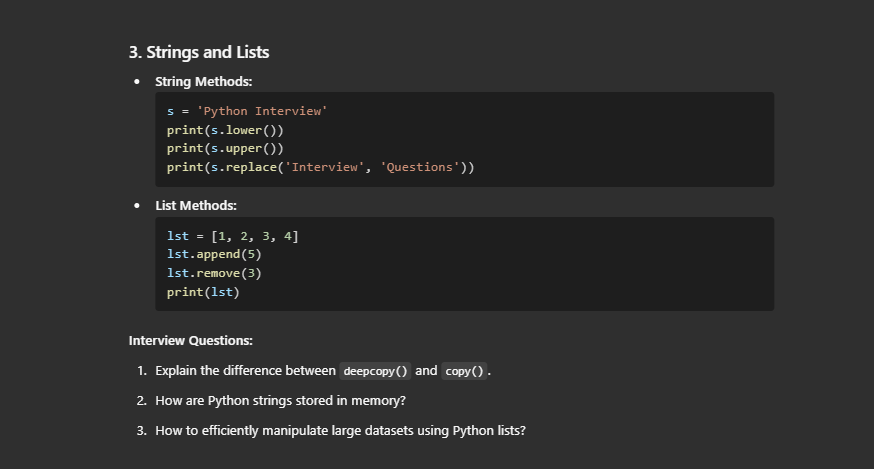 3. Strings and Lists
• String Methods:
s = 'Python Interview'
print(s.lower())
print(s.upper())
print(s.replace('Interview', 'Questions'))
• List Methods:
lst = [1, 2, 3, 4]
lst.append(5)
lst.remove(3)
print(lst)
Interview Questions:
1. Explain the difference between deepcopy() and copy().
2. How are Python strings stored in memory?
3. How to efficiently manipulate large datasets using Python lists?